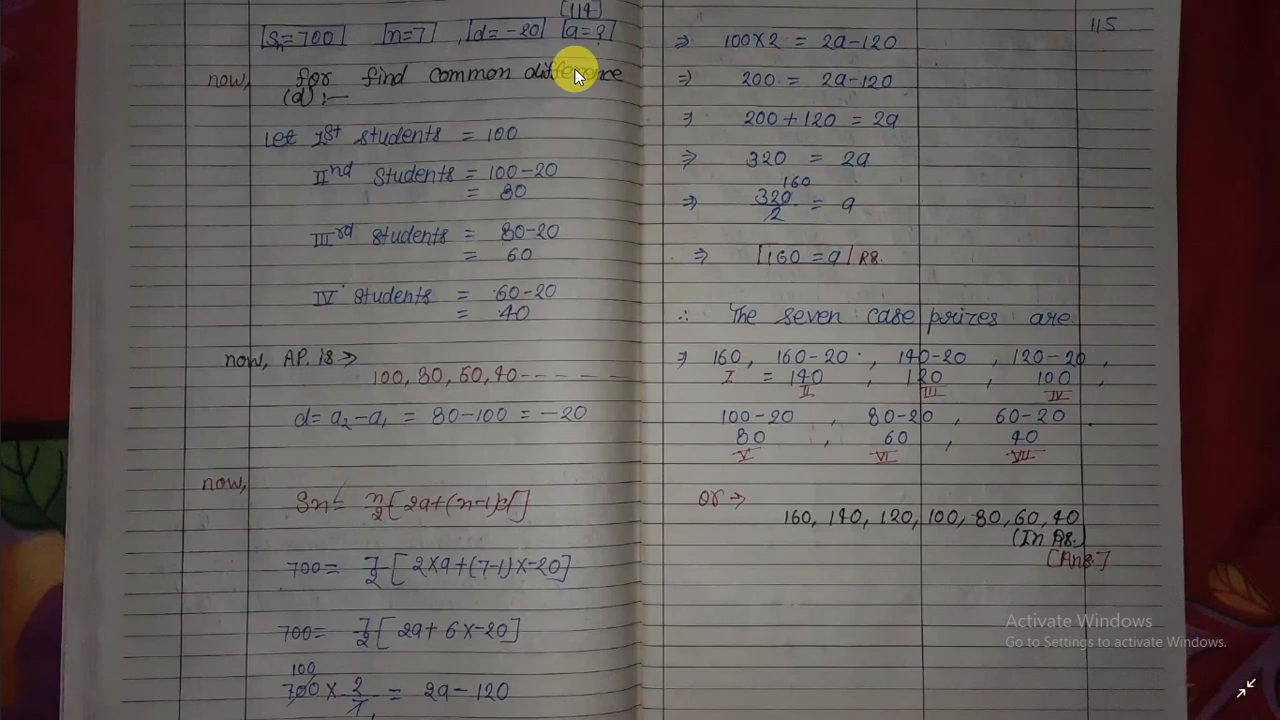 [114]
Sₙ=700 n=7, d=-20 a=?
now, for find common difference
(d):—
Let Ist students = 100
IInd students = 100-20
= 80
IIIrd students = 80-20
= 60
IV students = 60-20
= 40
now, AP. is ⇒
100, 80, 60, 40 - - - - -
d= a₂-a₁ = 80-100 = -20
now,
Sn= n/2[2a+(n-1)d]
700= 7/2[2×a+(7-1)×-20]
700= 7/2[2a+6×-20]
100
700×2/7 = 2a-120
115
⇒ 100×2 = 2a-120
⇒ 200 = 2a-120
⇒ 200+120 = 2a
⇒ 320 = 2a
160
⇒ 320/2 = a
⇒ 160 = a Rs.
∴ The seven case prizes are
⇒ 160, 160-20, 140-20, 120-20,
I = 140, 120, 100,
II III IV
100-20, 80-20, 60-20.
80, 60, 40
V VI VII
or →
160, 140, 120, 100, 80, 60, 40
(In Rs.)
[Ans.]
Activate Windows
Go to Settings to activate Windows.